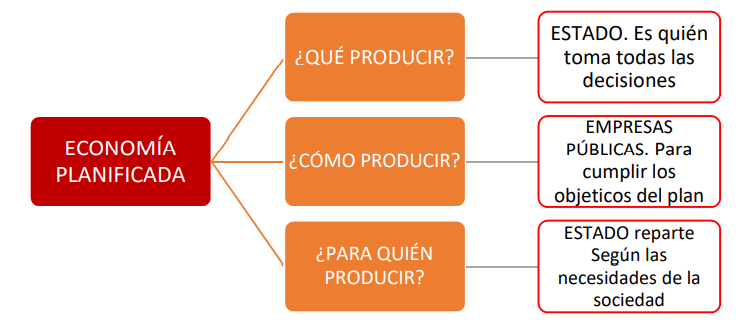 ECONOMÍA
PLANIFICADA
¿QUÉ PRODUCIR?
ESTADO. Es quién
toma todas las
decisiones
¿CÓMO PRODUCIR?
EMPRESAS
PÚBLICAS. Para
cumplir los
objeticos del plan
¿PARA QUIÉN
PRODUCIR?
ESTADO reparte
Según las
necesidades de la
sociedad